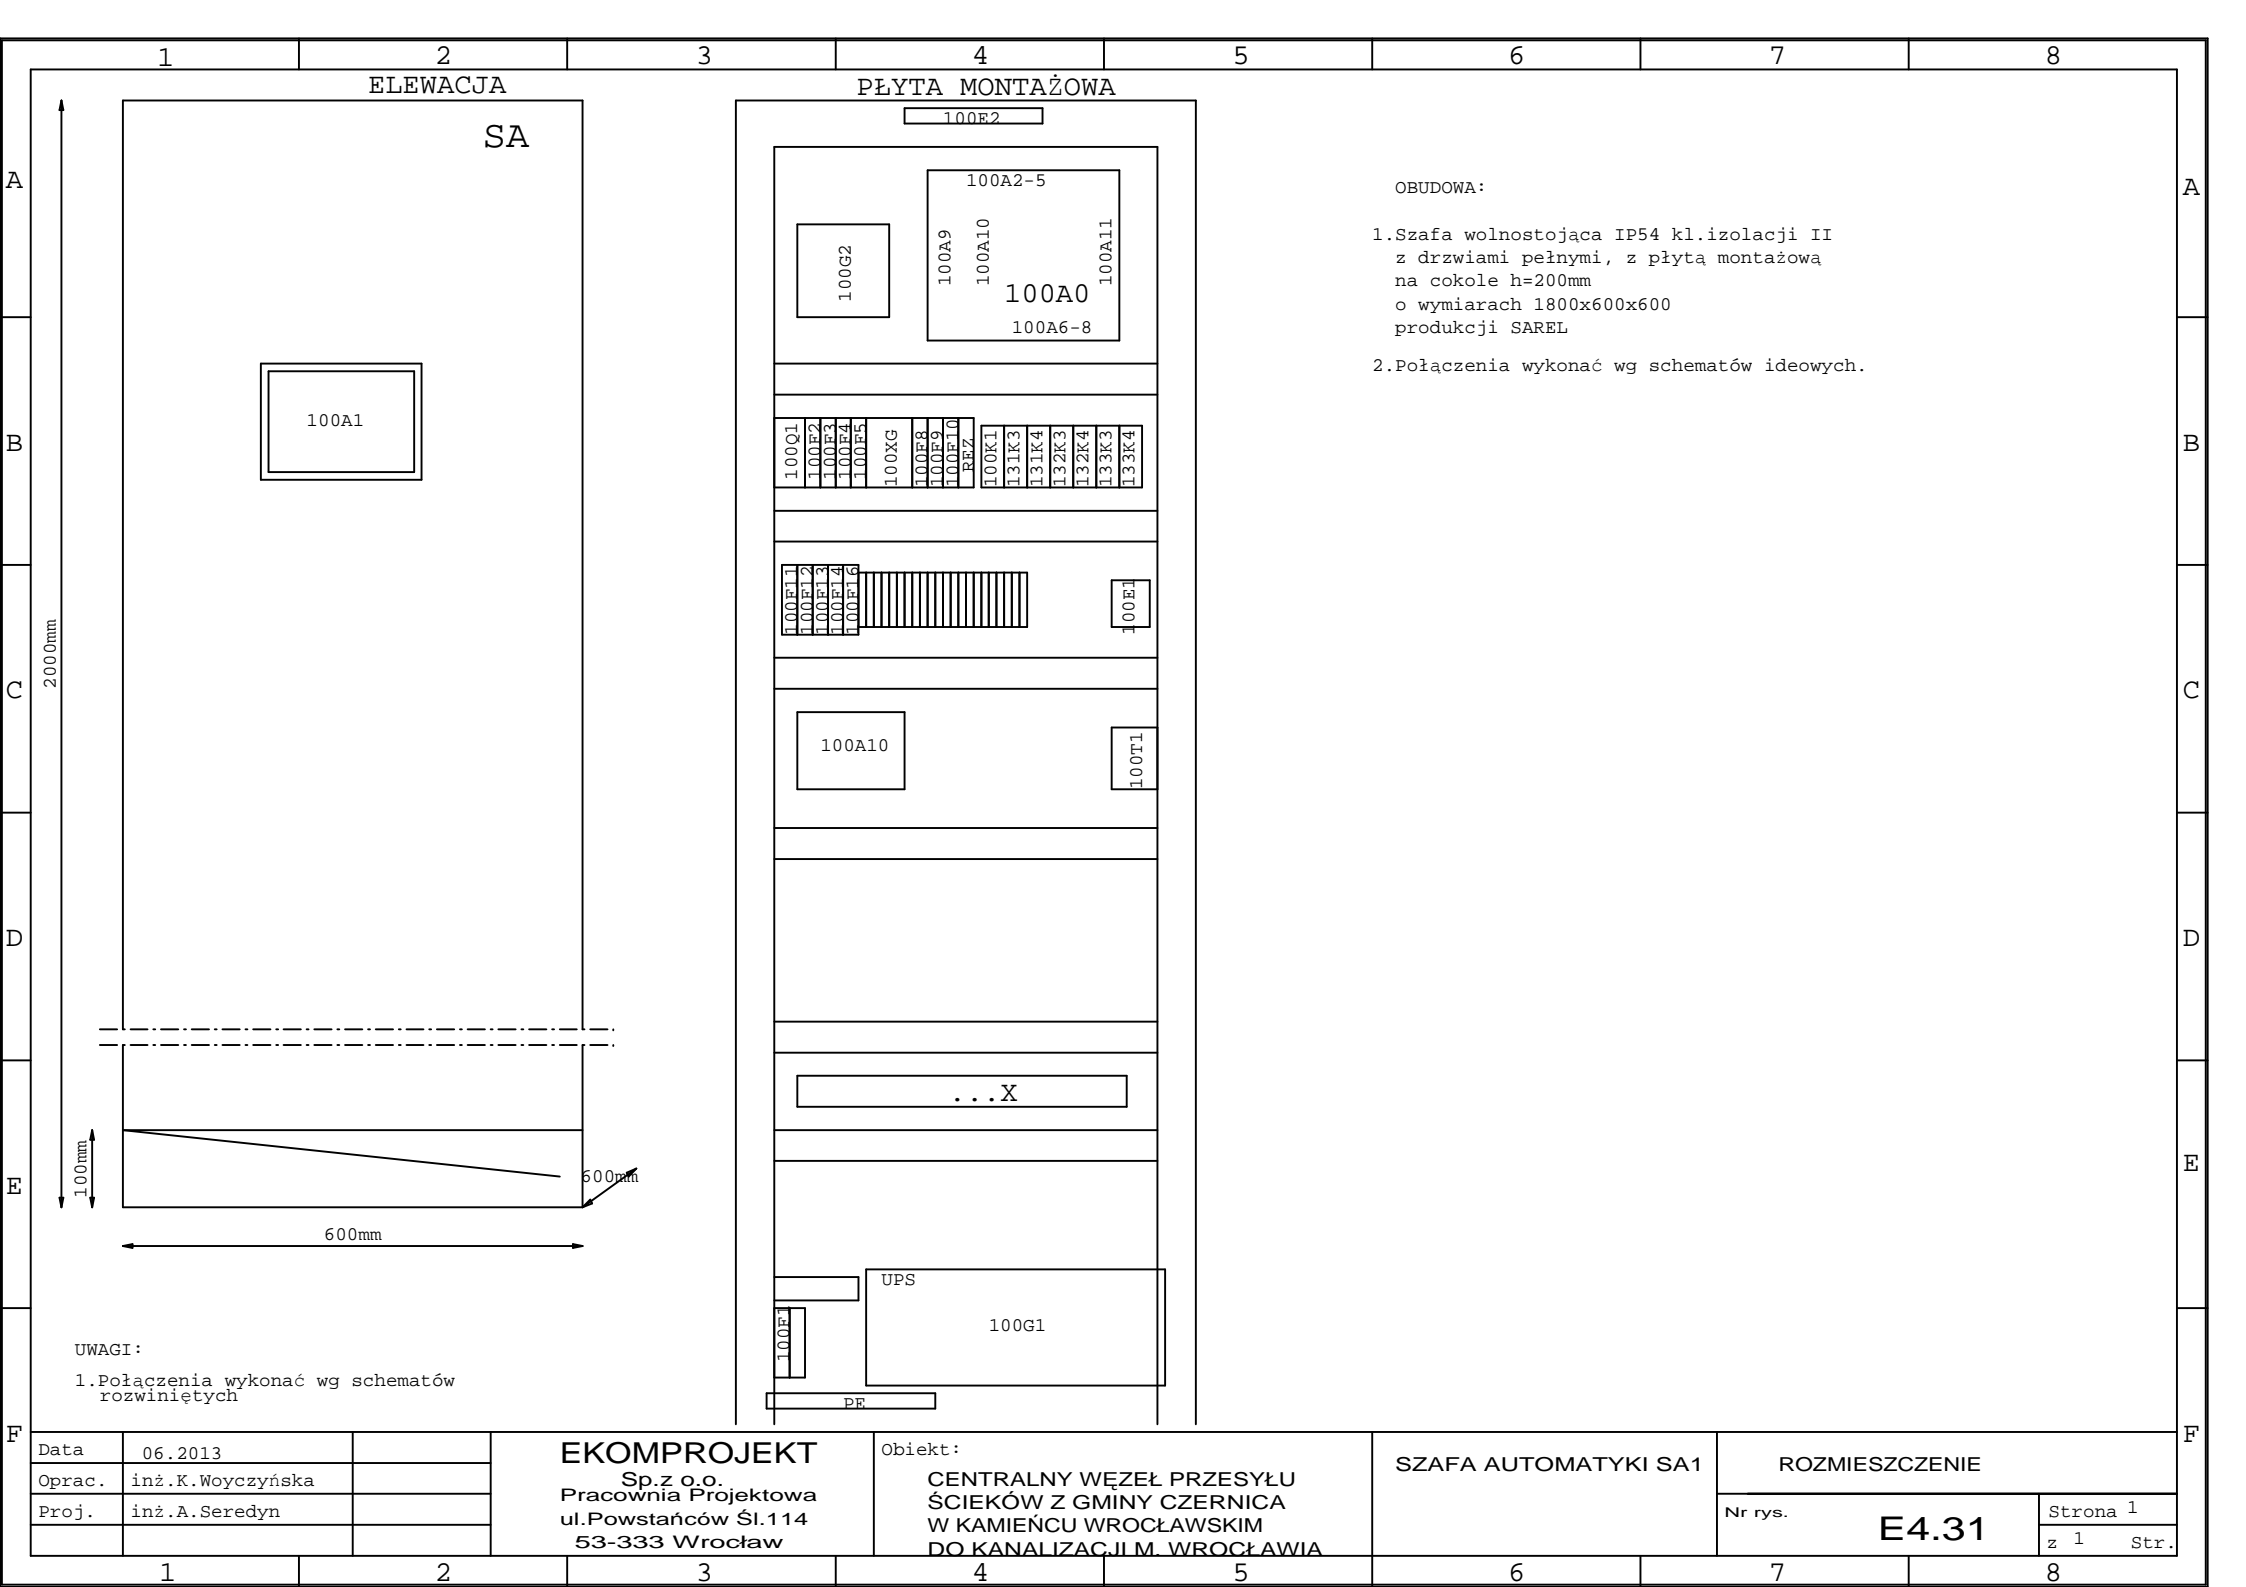 1 2 3 4 5 6 7 8
ELEWACJA
PŁYTA MONTAŻOWA
A
B
C
D
E
F
SA
100A1
2000mm
100mm
600mm
600mm
UWAGI:
1.Połączenia wykonać wg schematów
rozwiniętych
100E2
100A2-5
100G2
100A9
100A10
100A11
100A0
100A6-8
100Q1
100F2
100F3
100F4
100F5
100XG
100F8
100F9
100F10
REZ
100K1
131K3
131K4
132K3
132K4
133K3
133K4
100F11
100F12
100F13
100F14
100F16
100E1
100A10
100T1
...X
UPS
100G1
100F1
PE
OBUDOWA:
1.Szafa wolnostojąca IP54 kl.izolacji II
z drzwiami pełnymi, z płytą montażową
na cokole h=200mm
o wymiarach 1800x600x600
produkcji SAREL
2.Połączenia wykonać wg schematów ideowych.
A
B
C
D
E
F
Data 06.2013
Oprac. inż.K.Woyczyńska
Proj. inż.A.Seredyn
EKOMPROJEKT
Sp.z o.o.
Pracownia Projektowa
ul.Powstańców Śl.114
53-333 Wrocław
Obiekt:
CENTRALNY WĘZEŁ PRZESYŁU
ŚCIEKÓW Z GMINY CZERNICA
W KAMIEŃCU WROCŁAWSKIM
DO KANALIZACJI M. WROCŁAWIA
SZAFA AUTOMATYKI SA1
ROZMIESZCZENIE
Nr rys. E4.31
Strona 1
z 1 Str.
1 2 3 4 5 6 7 8